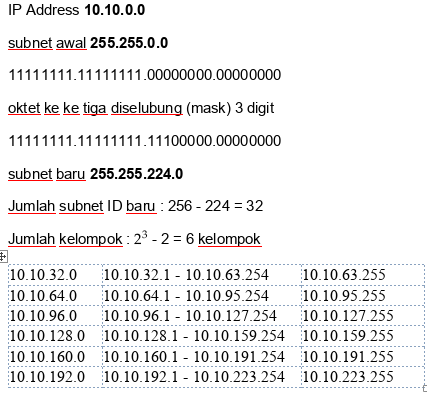 IP Address 10.10.0.0
subnet awal 255.255.0.0
11111111.11111111.00000000.00000000
oktet ke ke tiga diselubung (mask) 3 digit
11111111.11111111.11100000.00000000
subnet baru 255.255.224.0
Jumlah subnet ID baru : 256 - 224 = 32
Jumlah kelompok : 2³ - 2 = 6 kelompok
10.10.32.0 10.10.32.1 - 10.10.63.254 10.10.63.255
10.10.64.0 10.10.64.1 - 10.10.95.254 10.10.95.255
10.10.96.0 10.10.96.1 - 10.10.127.254 10.10.127.255
10.10.128.0 10.10.128.1 - 10.10.159.254 10.10.159.255
10.10.160.0 10.10.160.1 - 10.10.191.254 10.10.191.255
10.10.192.0 10.10.192.1 - 10.10.223.254 10.10.223.255